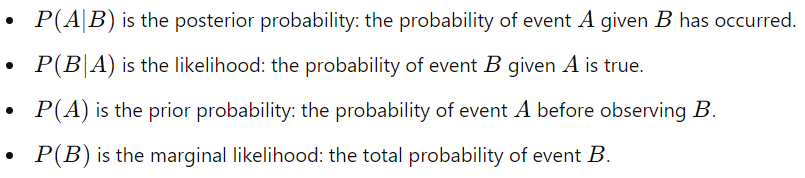 • P(A|B) is the posterior probability: the probability of event A given B has occurred.
• P(B|A) is the likelihood: the probability of event B given A is true.
• P(A) is the prior probability: the probability of event A before observing B.
• P(B) is the marginal likelihood: the total probability of event B.